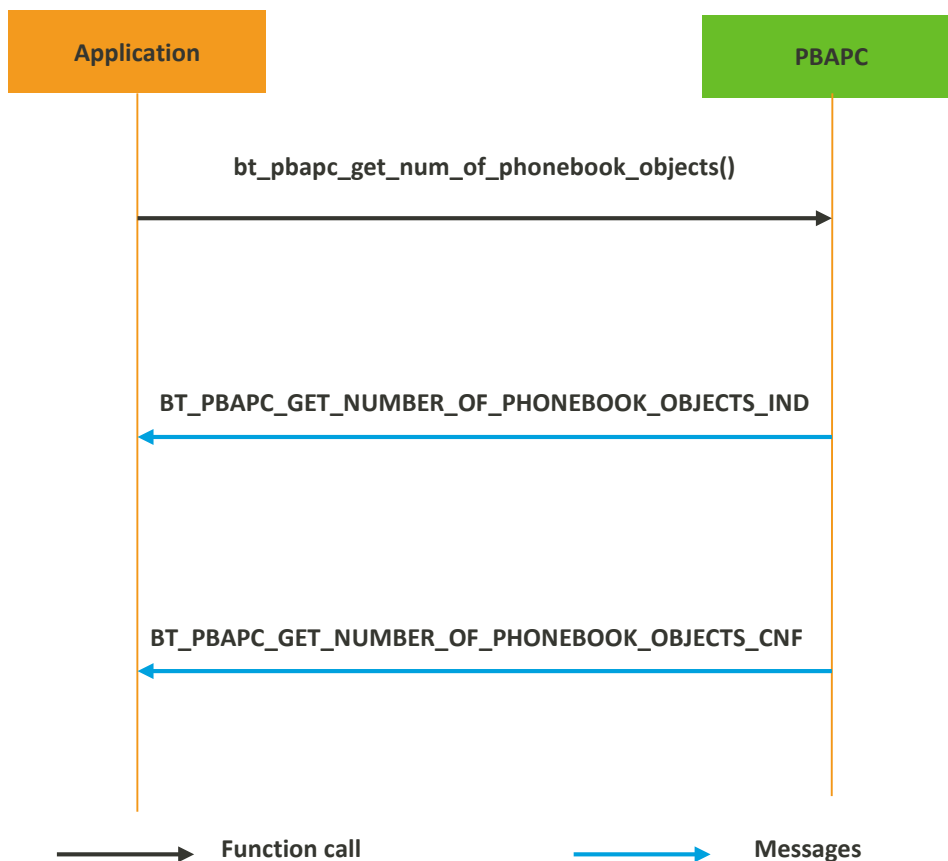 Application
PBAPC
bt_pbapc_get_num_of_phonebook_objects()
BT_PBAPC_GET_NUMBER_OF_PHONEBOOK_OBJECTS_IND
BT_PBAPC_GET_NUMBER_OF_PHONEBOOK_OBJECTS_CNF
Function call
Messages